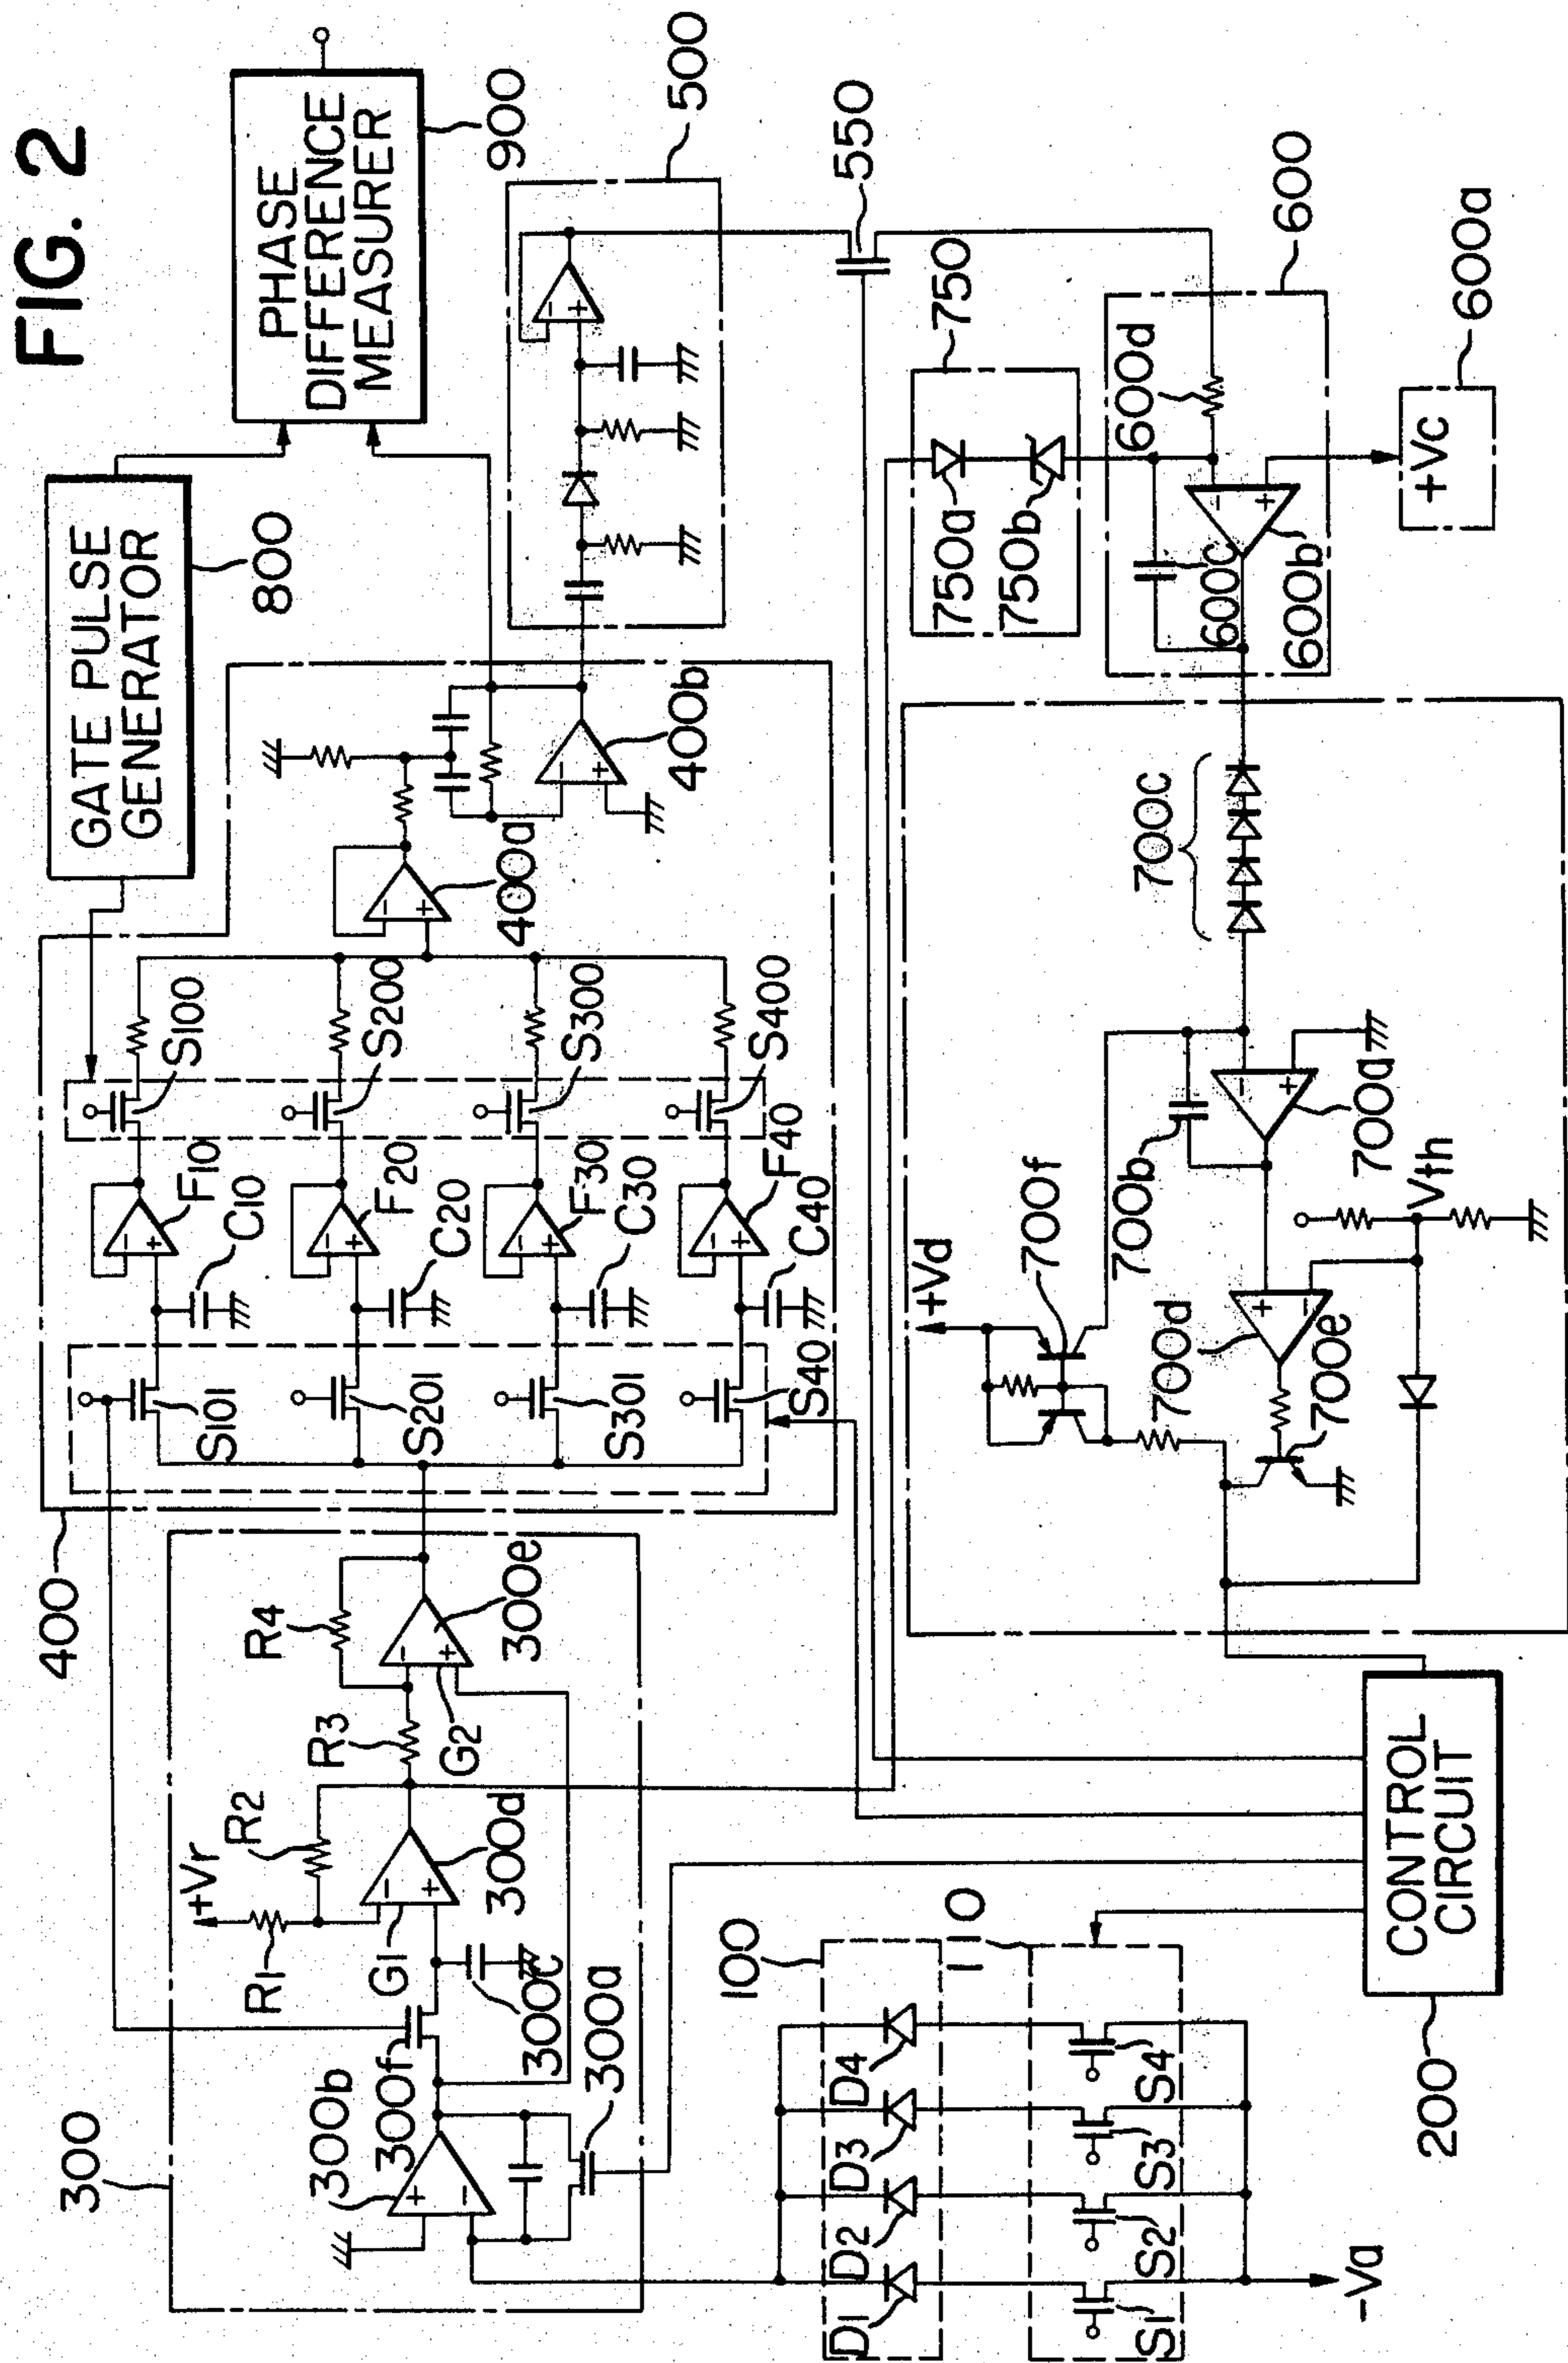 FIG. 2
GATE PULSE
GENERATOR
800
PHASE
DIFFERENCE
MEASURER
900
400
S101
S201
S301
S40
C10
C20
C30
C40
F10
F20
F30
F40
S100
S200
S300
S400
400a
400b
500
550
300
300b
300f
300c
300a
+Vr
R1
R2
G1
300d
R3
G2
R4
300e
750
750a
750b
600
600d
600c
600b
+Vc
600a
700c
700f
+Vd
700b
700a
Vth
700d
700e
100
D1
D2
D3
D4
110
S1
S2
S3
S4
-Va
CONTROL
CIRCUIT
200